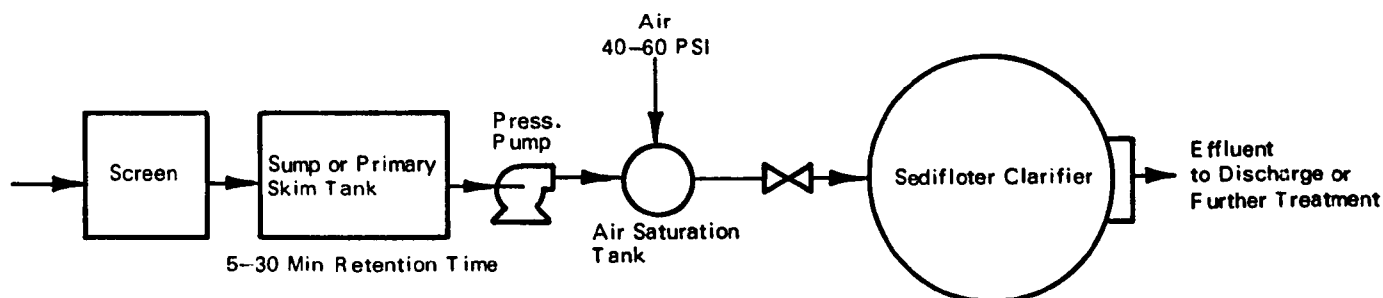 Air
40–60 PSI
Screen
Sump or Primary
Skim Tank
5–30 Min Retention Time
Press.
Pump
Air Saturation
Tank
Sedifloter Clarifier
Effluent
to Discharge or
Further Treatment